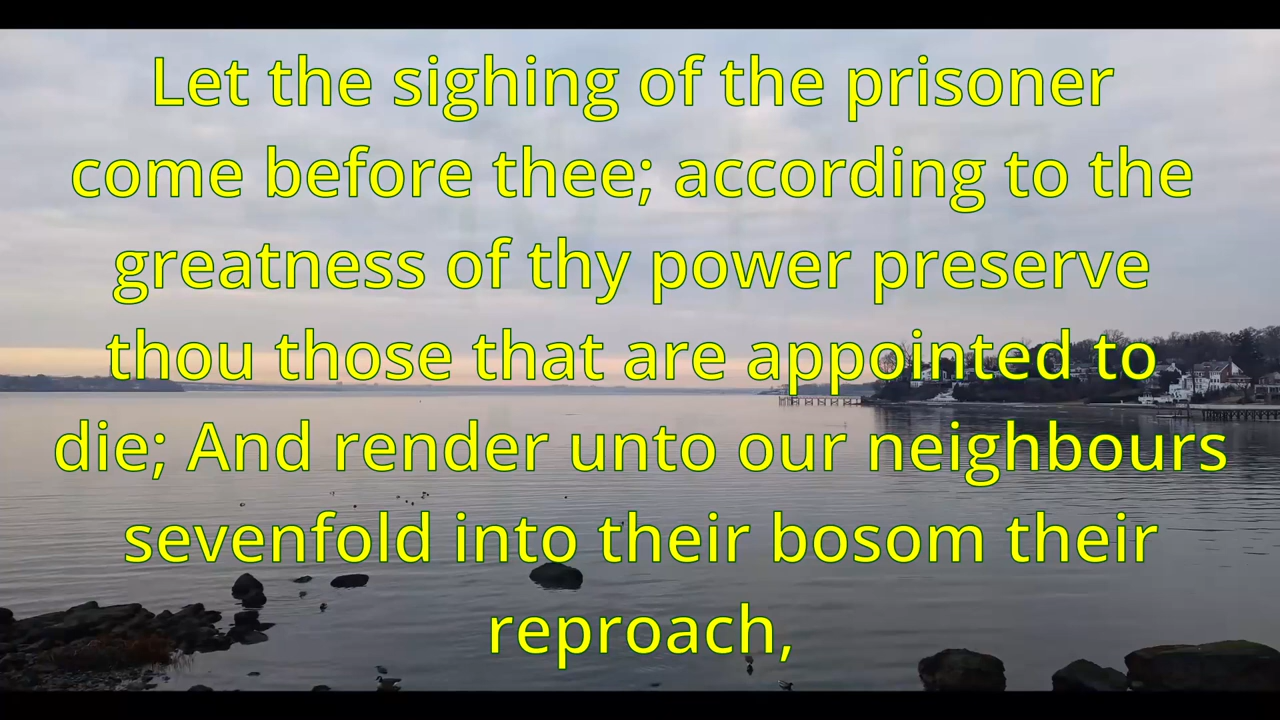 Let the sighing of the prisoner
come before thee; according to the
greatness of thy power preserve
thou those that are appointed to
die; And render unto our neighbours
sevenfold into their bosom their
reproach,